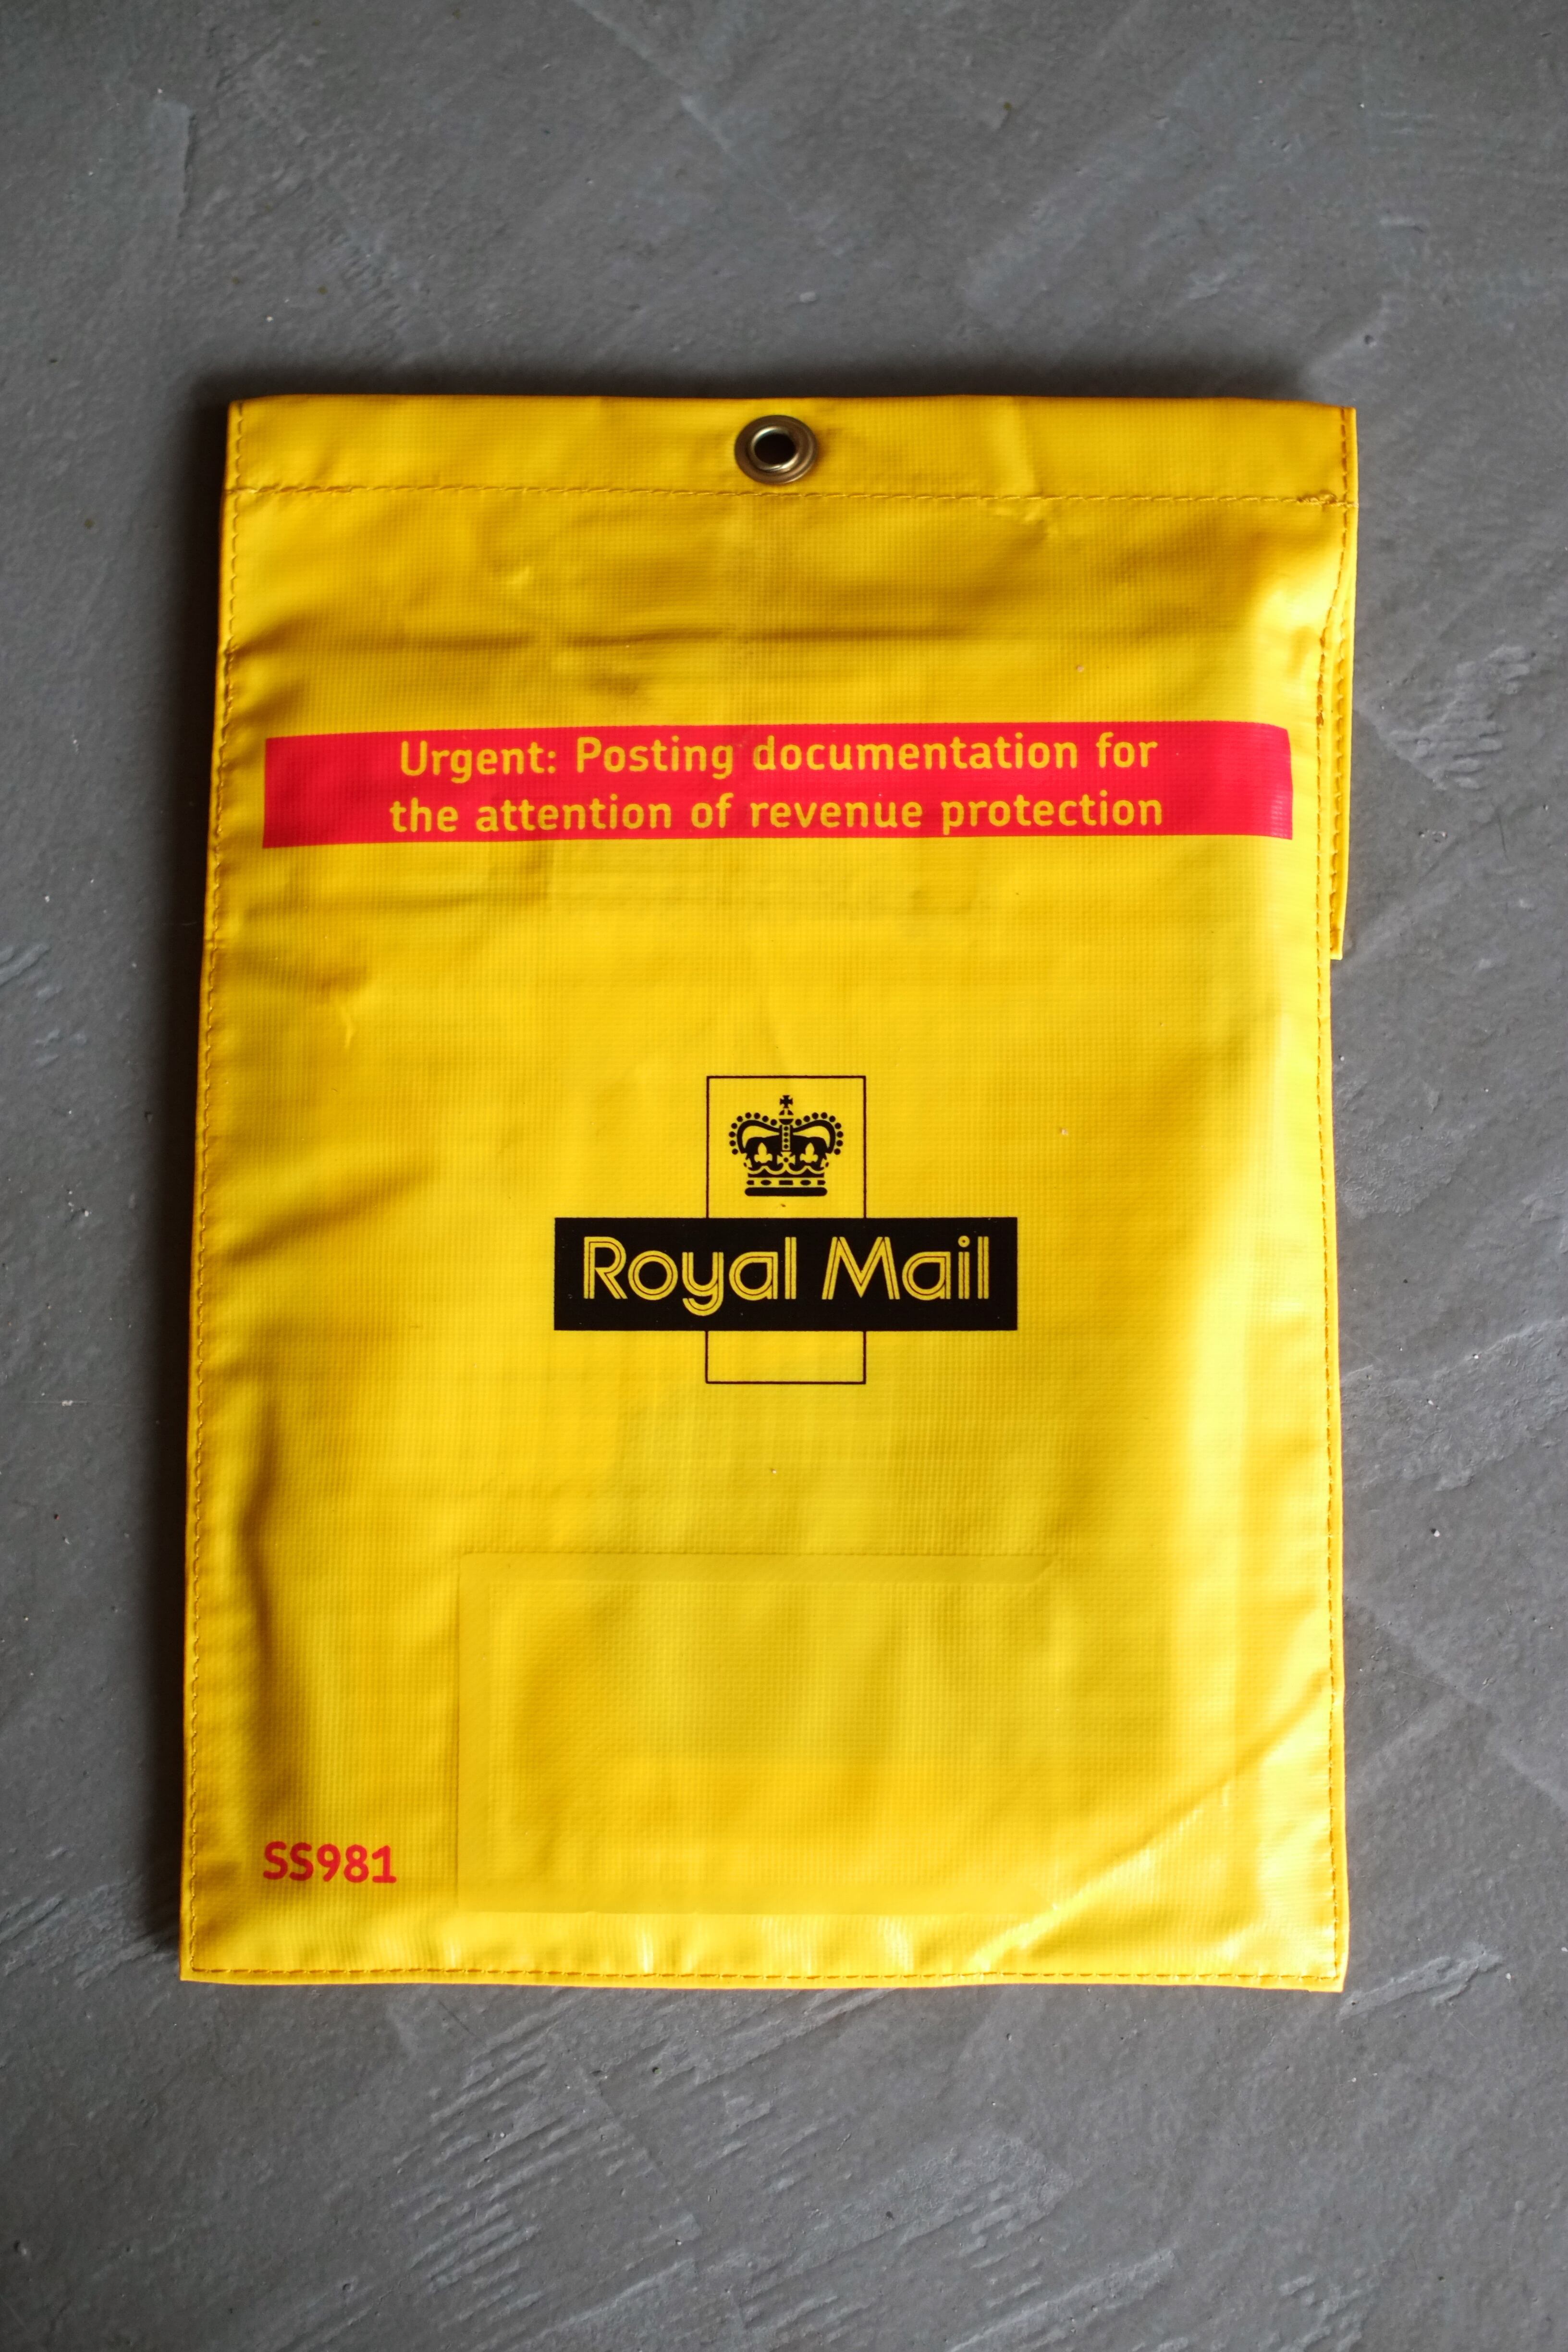 Urgent: Posting documentation for
the attention of revenue protection
Royal Mail
SS981